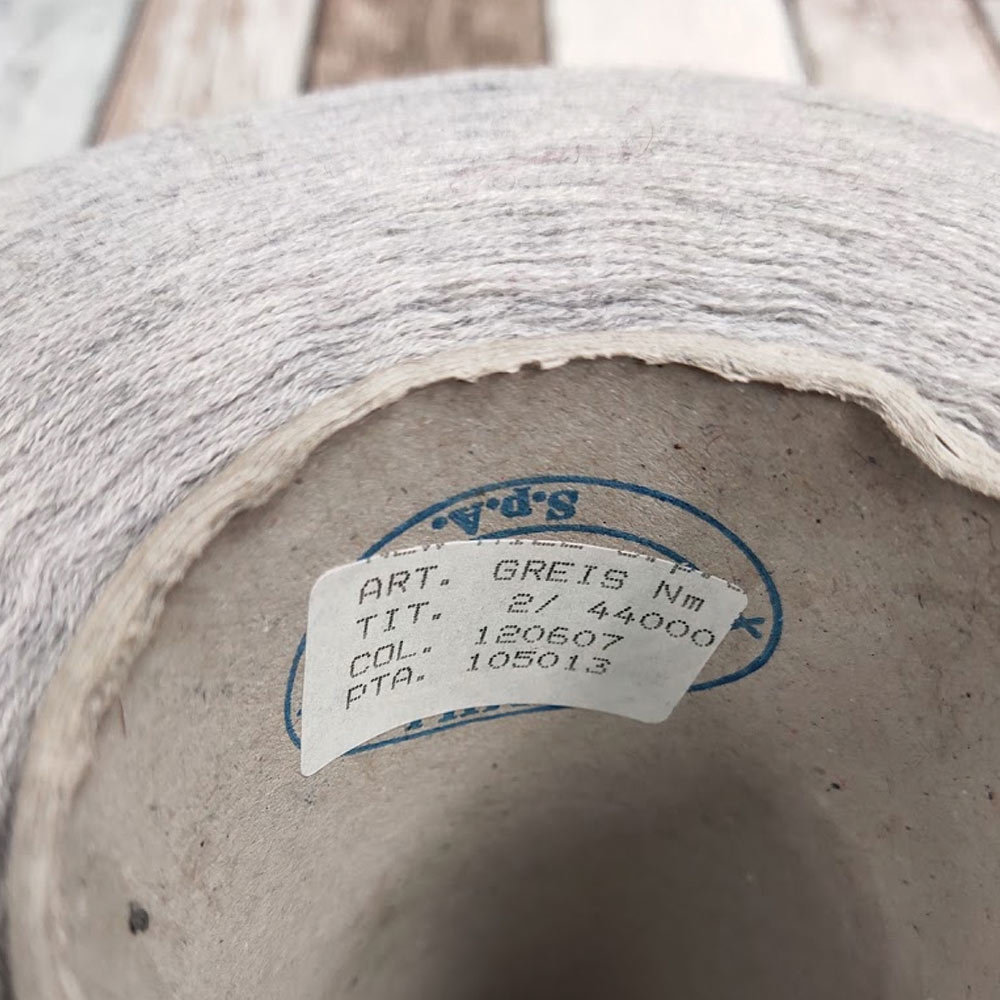 S.p.A.
ART. GREIS Nm
TIT. 2/ 44000
COL. 120607
PTA. 105013